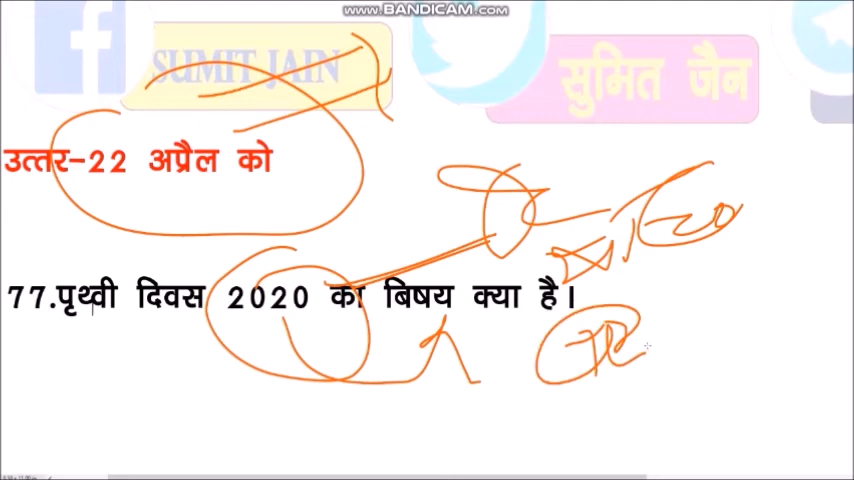 www.BANDICAM.com
SUMIT JAIN
सुमित जैन
उत्तर-22 अप्रैल को
77.पृथ्वी दिवस 2020 का बिषय क्या है।